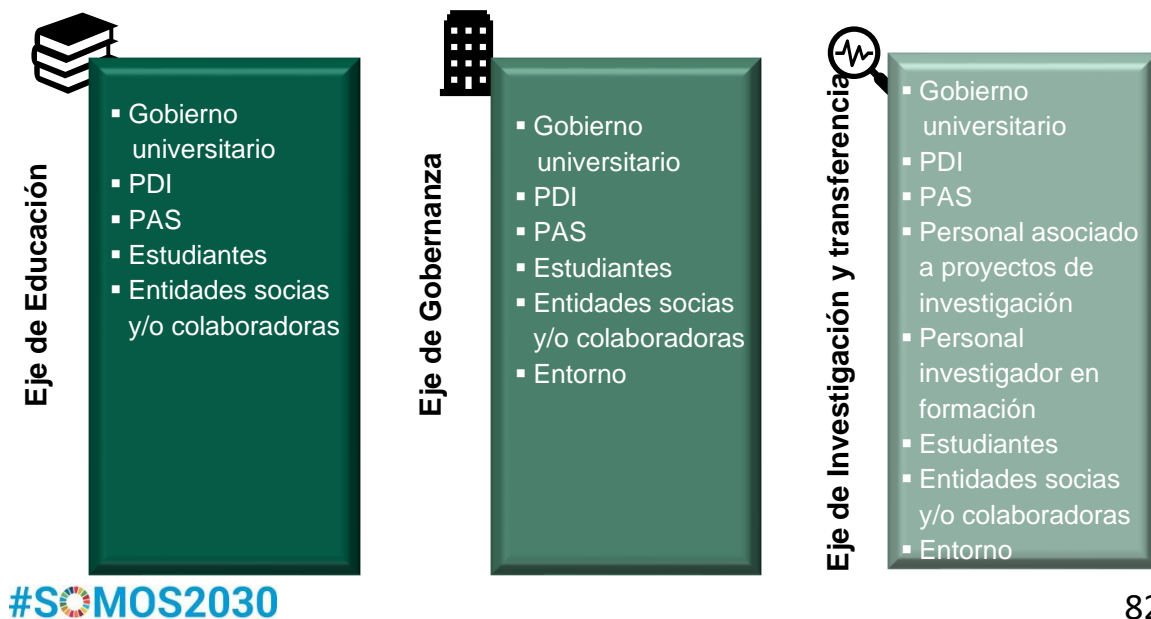 Eje de Educación
▪ Gobierno
universitario
▪ PDI
▪ PAS
▪ Estudiantes
▪ Entidades socias
y/o colaboradoras
Eje de Gobernanza
▪ Gobierno
universitario
▪ PDI
▪ PAS
▪ Estudiantes
▪ Entidades socias
y/o colaboradoras
▪ Entorno
Eje de Investigación y transferencia
▪ Gobierno
universitario
▪ PDI
▪ PAS
▪ Personal asociado
a proyectos de
investigación
▪ Personal
investigador en
formación
▪ Estudiantes
▪ Entidades socias
y/o colaboradoras
▪ Entorno
#SOMOS2030
82